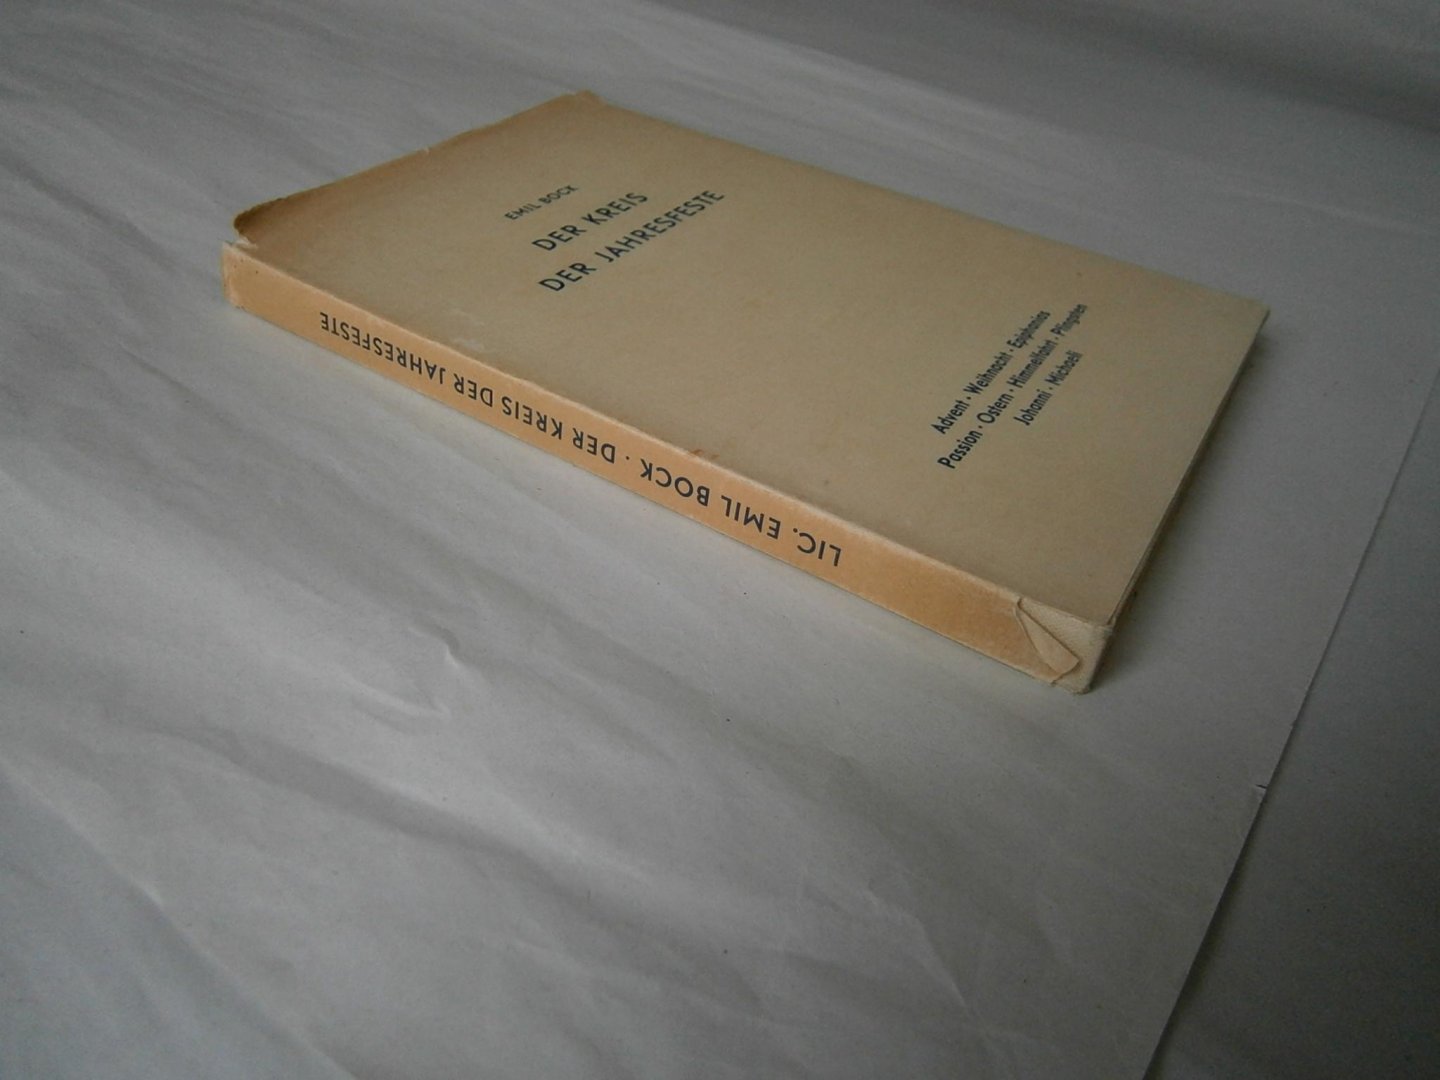 EMIL BOCK
DER KREIS
DER JAHRESFESTE
Advent · Weihnacht · Epiphanias
Passion · Ostern · Himmelfahrt · Pfingsten
Johanni · Michaeli
LIC. EMIL BOCK · DER KREIS DER JAHRESFESTE